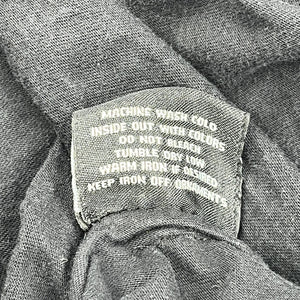 MACHINE WASH COLD
INSIDE OUT WITH COLORS
DO NOT BLEACH
TUMBLE DRY LOW
WARM IRON IF DESIRED
KEEP IRON OFF ORNAMENTS